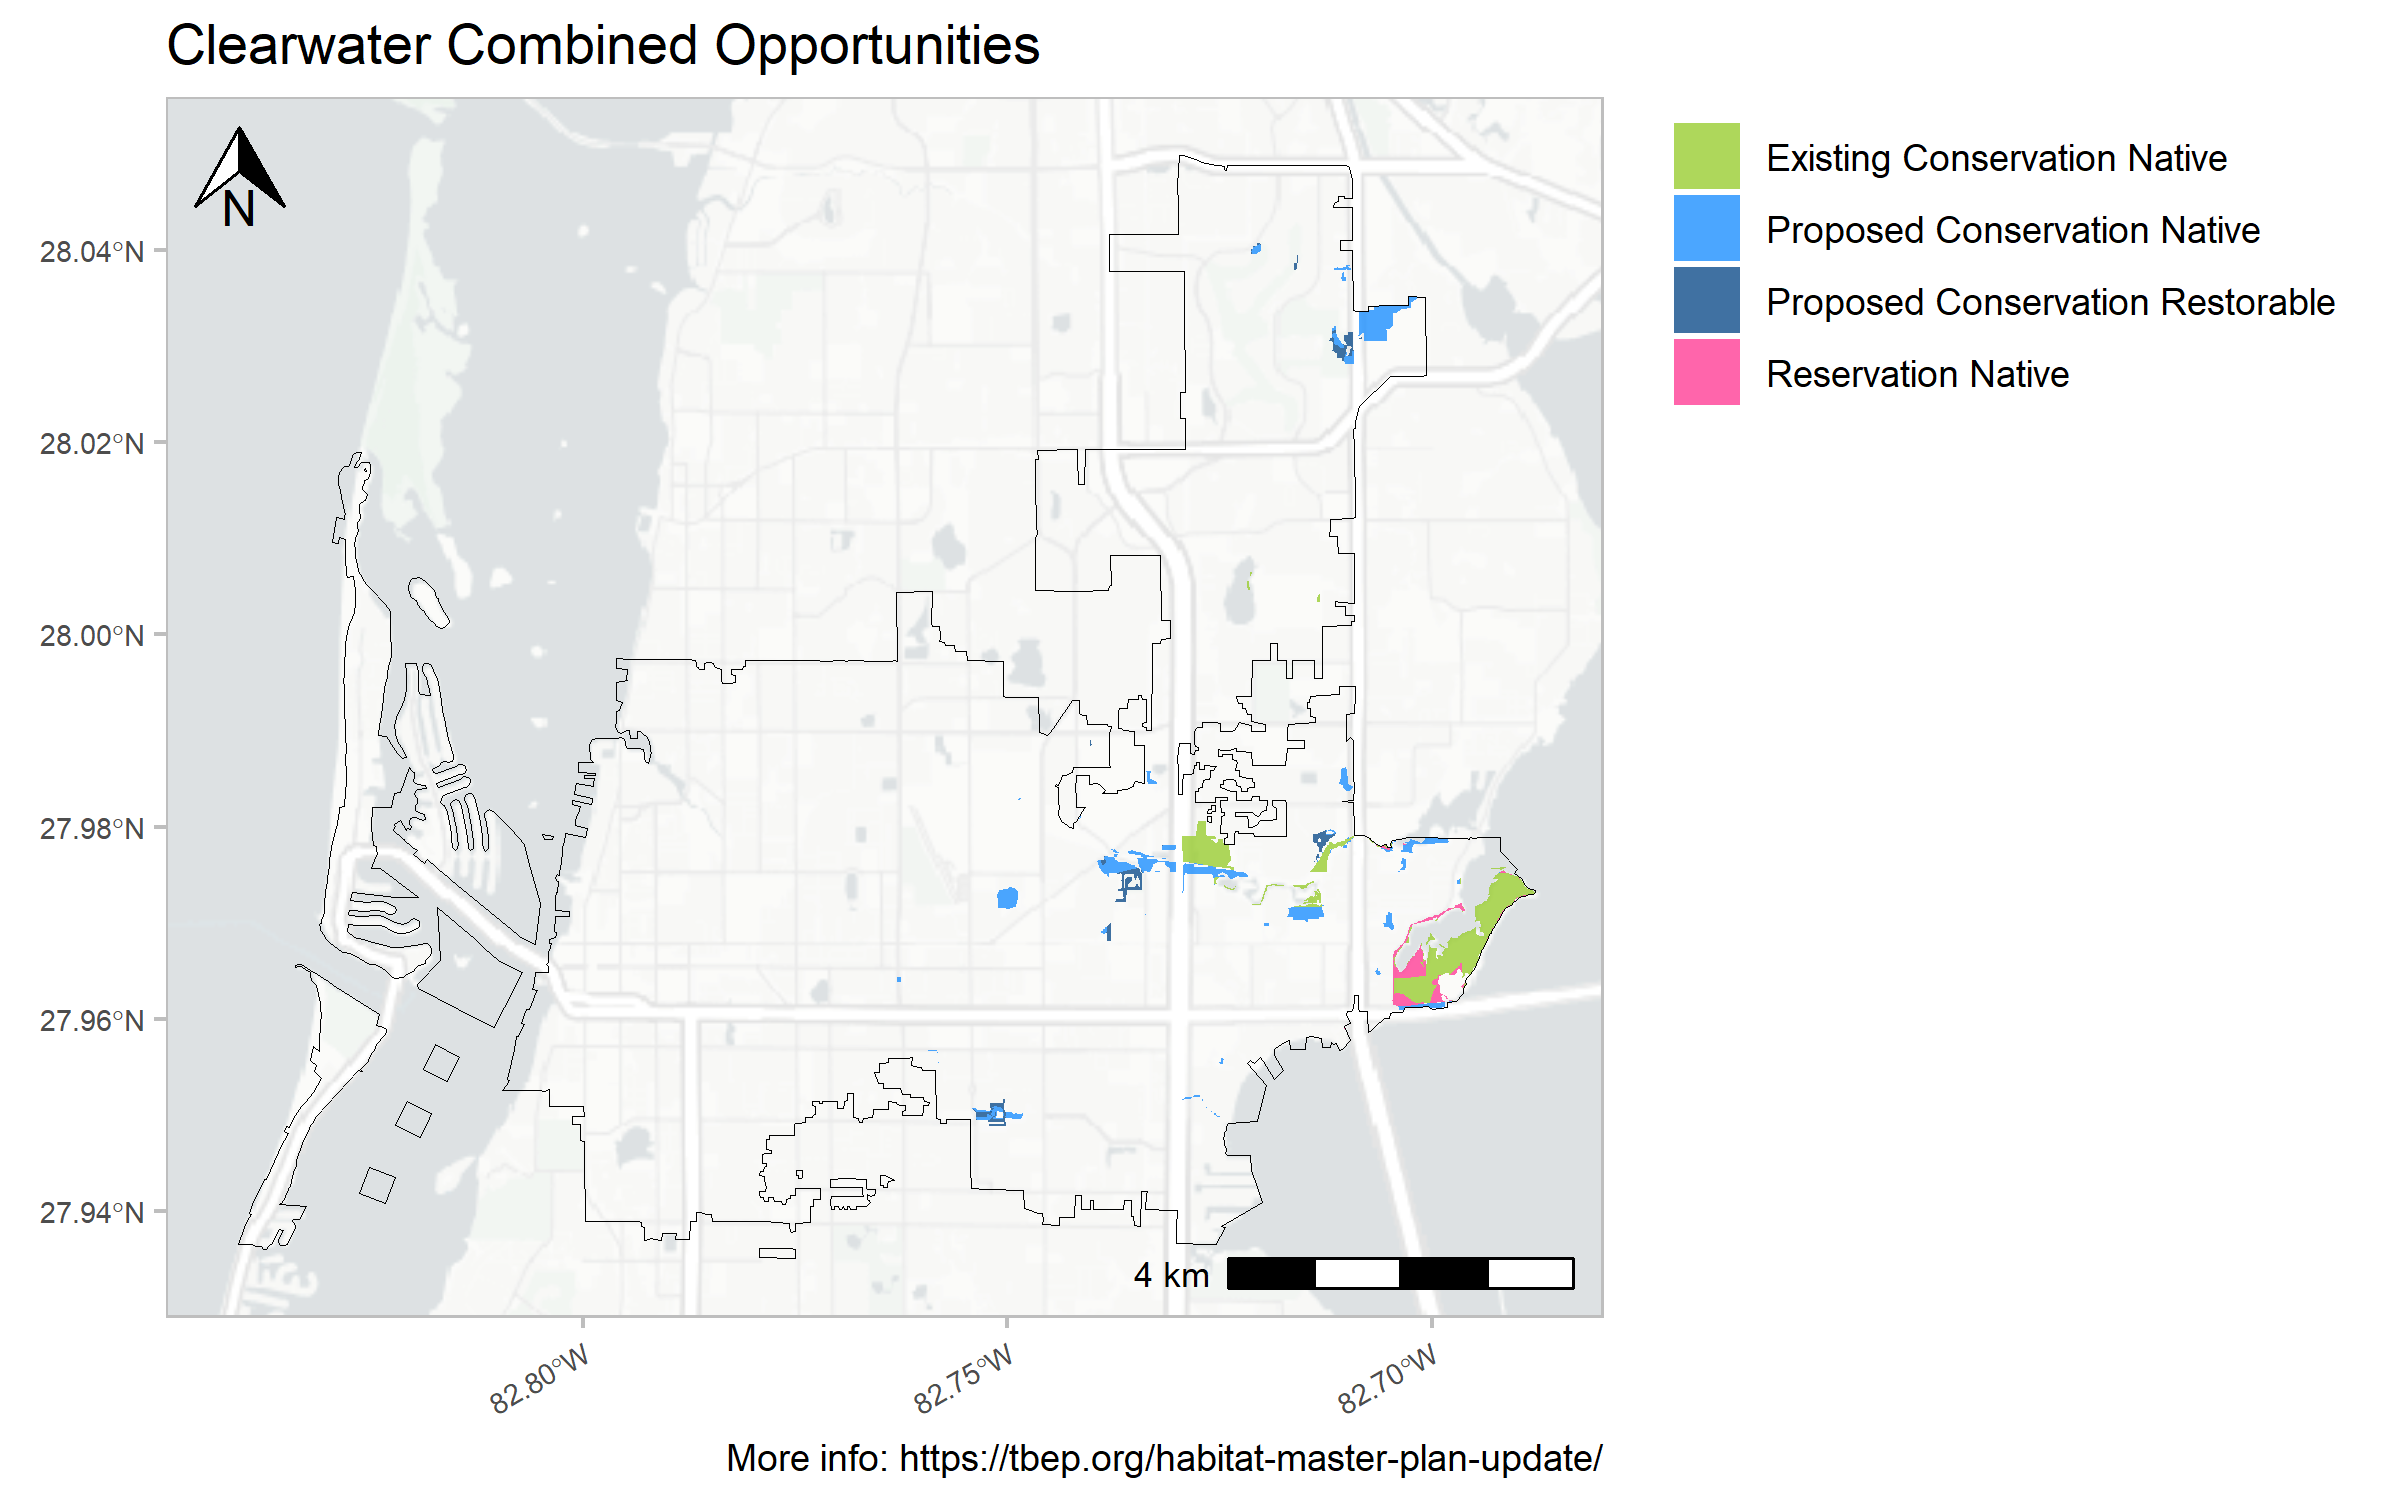 Clearwater Combined Opportunities
N
28.04°N
28.02°N
28.00°N
27.98°N
27.96°N
27.94°N
82.80°W
82.75°W
82.70°W
4 km
Existing Conservation Native
Proposed Conservation Native
Proposed Conservation Restorable
Reservation Native
More info: https://tbep.org/habitat-master-plan-update/